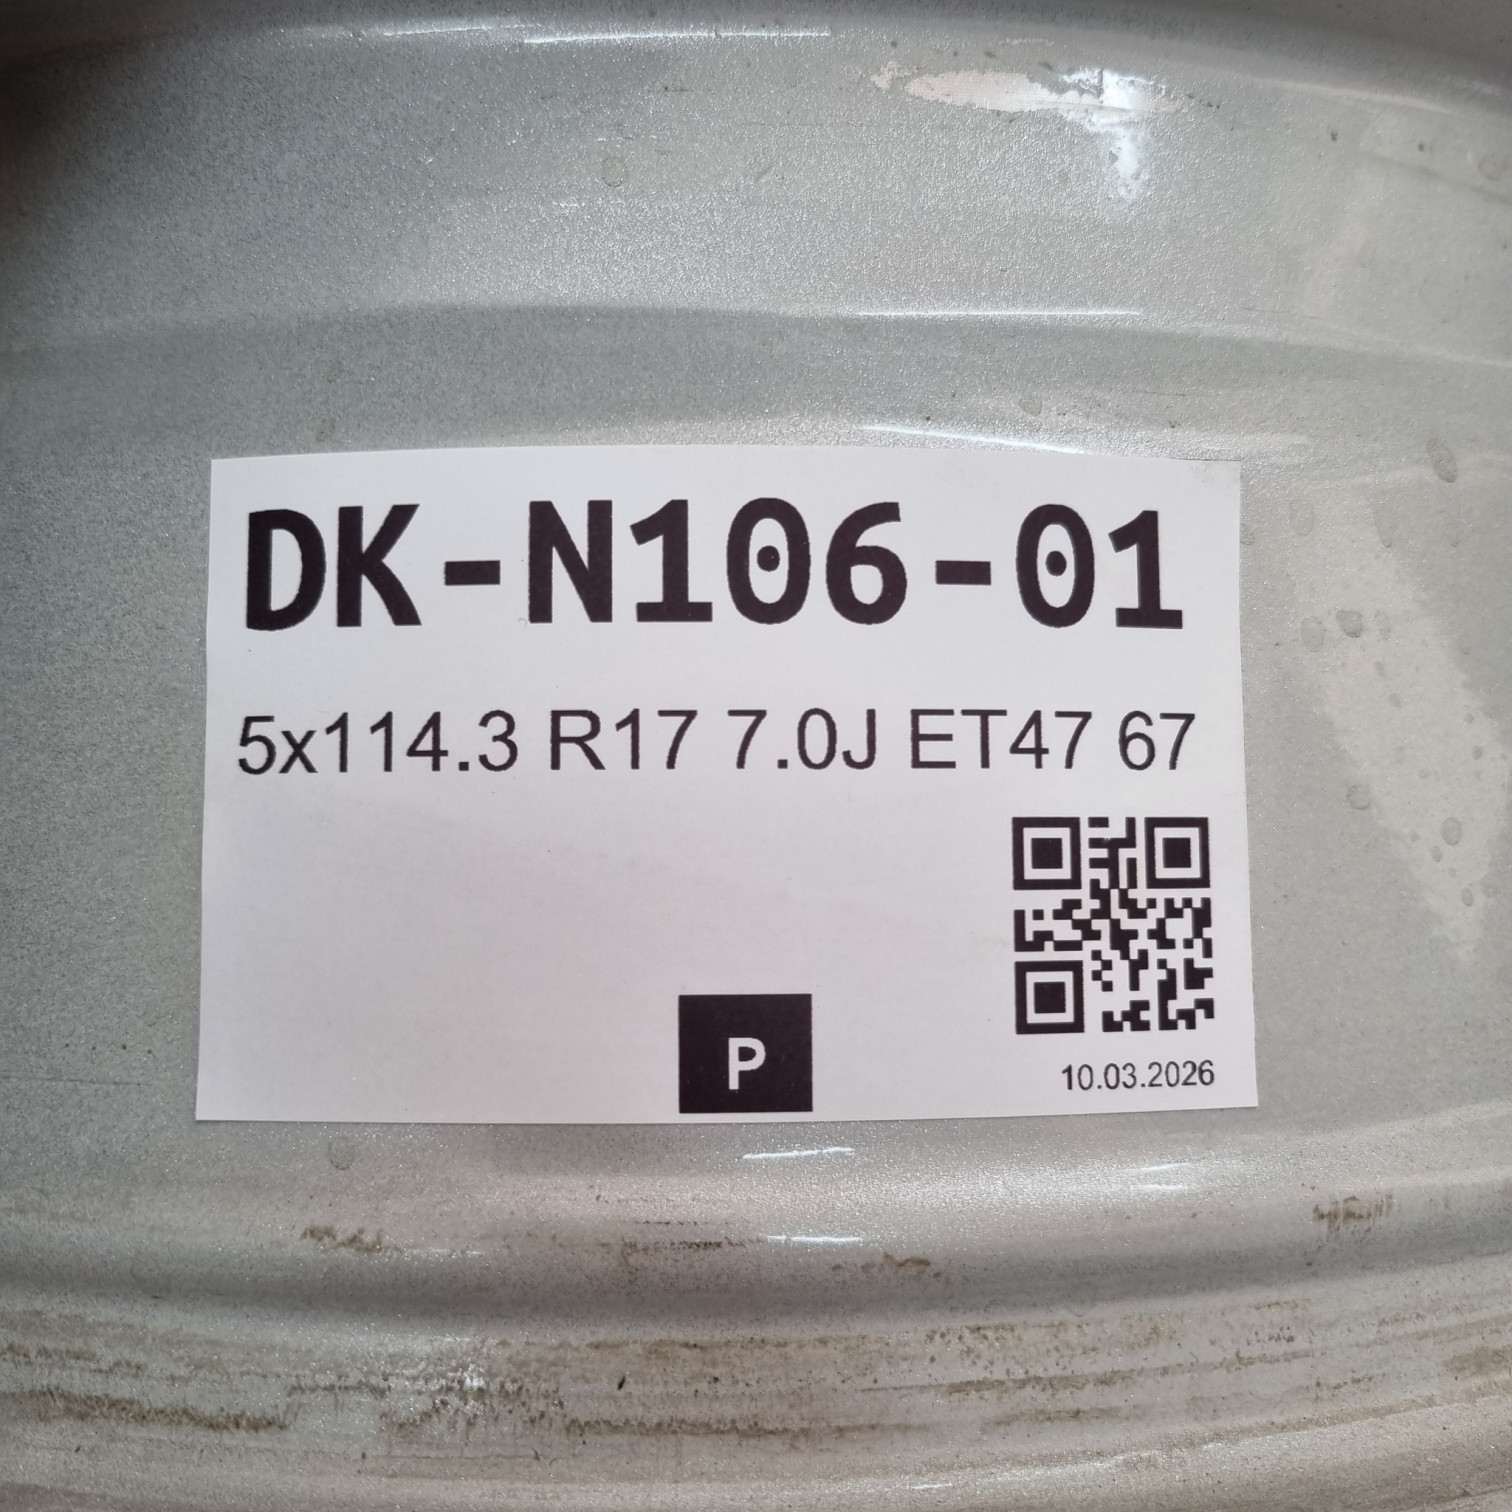 DK-N106-01
5x114.3 R17 7.0J ET47 67
P
10.03.2026